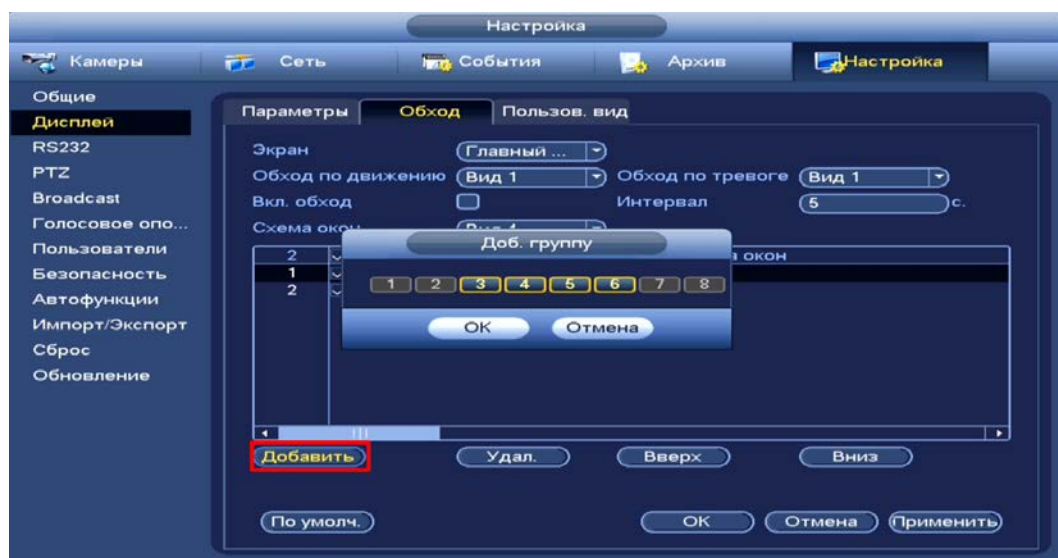 Настройка
Камеры Сеть События Архив Настройка
Общие
Дисплей
RS232
PTZ
Broadcast
Голосовое опо...
Пользователи
Безопасность
Автофункции
Импорт/Экспорт
Сброс
Обновление
Параметры Обход Пользов. вид
Экран Главный ...
Обход по движению Вид 1 Обход по тревоге Вид 1
Вкл. обход Интервал 5 с.
Схема окон
2 окон
1
2
Доб. группу
1 2 3 4 5 6 7 8
ОК Отмена
Добавить Удал. Вверх Вниз
По умолч. ОК Отмена Применить